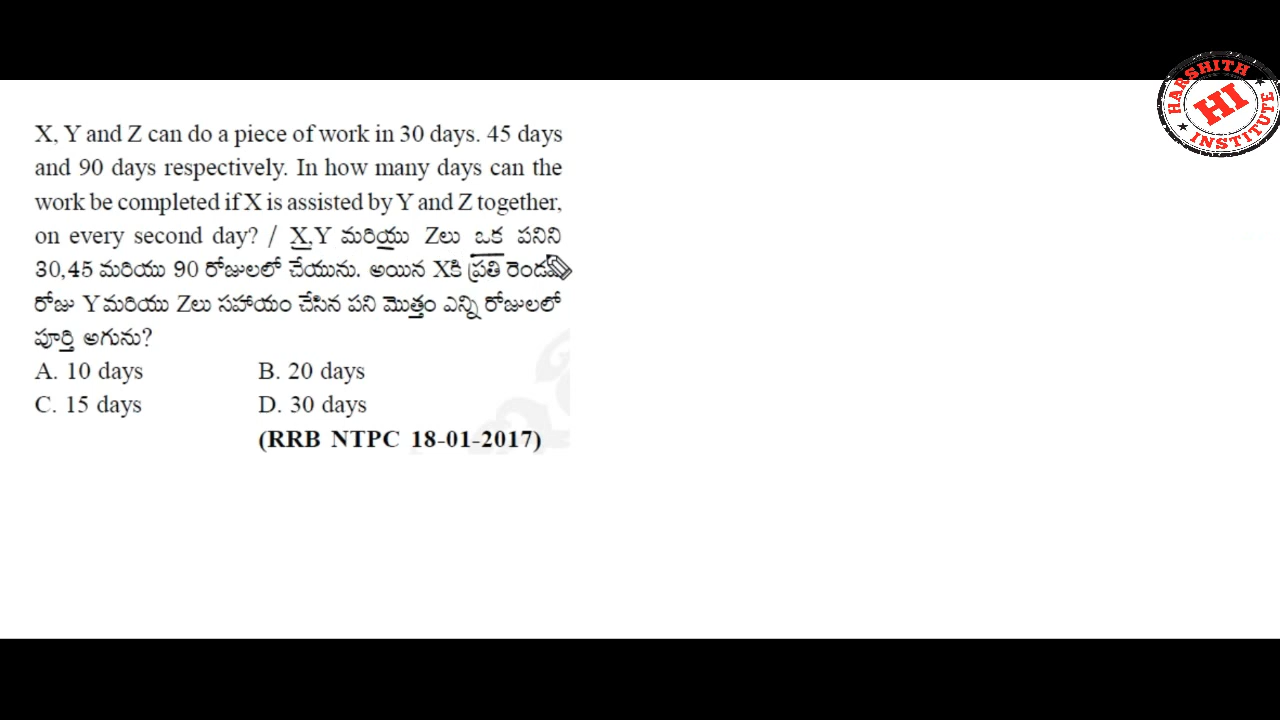 X, Y and Z can do a piece of work in 30 days. 45 days
and 90 days respectively. In how many days can the
work be completed if X is assisted by Y and Z together,
on every second day? / X,Y మరియు Zలు ఒక పనిని
30,45 మరియు 90 రోజులలో చేయును. అయిన Xకి ప్రతి
రోజు Y మరియు Zలు సహాయం చేసిన పని మొత్తం ఎన్ని రోజులలో
పూర్తి అగును?
A. 10 days B. 20 days
C. 15 days D. 30 days
(RRB NTPC 18-01-2017)
HARSHITH
HI
INSTITUTE